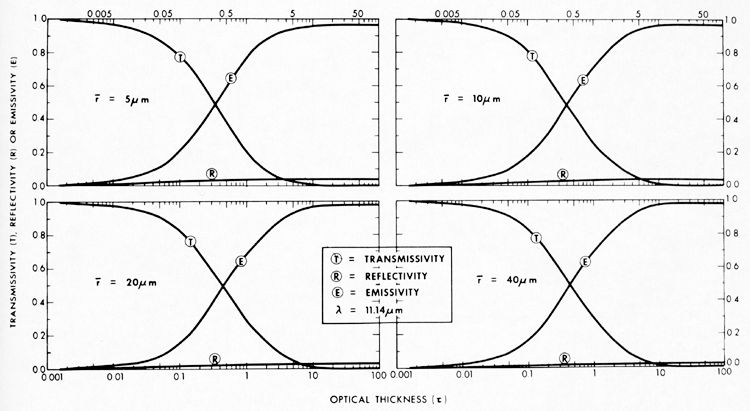 0.005 0.05 0.5 5 50
0.005 0.05 0.5 5 50
1.0 0.8 0.6 0.4 0.2 0.0
T E R
r̄ = 5μm
T E R
r̄ = 10μm
1.0 0.8 0.6 0.4 0.2 0.0
1.0 0.8 0.6 0.4 0.2 0.0
T E R
r̄ = 20μm
T E R
r̄ = 40μm
1.0 0.8 0.6 0.4 0.2 0.0
T = TRANSMISSIVITY
R = REFLECTIVITY
E = EMISSIVITY
λ = 11.14μm
0.001 0.01 0.1 1 10 100
0.001 0.01 0.1 1 10 100
TRANSMISSIVITY (T), REFLECTIVITY (R) OR EMISSIVITY (E)
OPTICAL THICKNESS (τ)